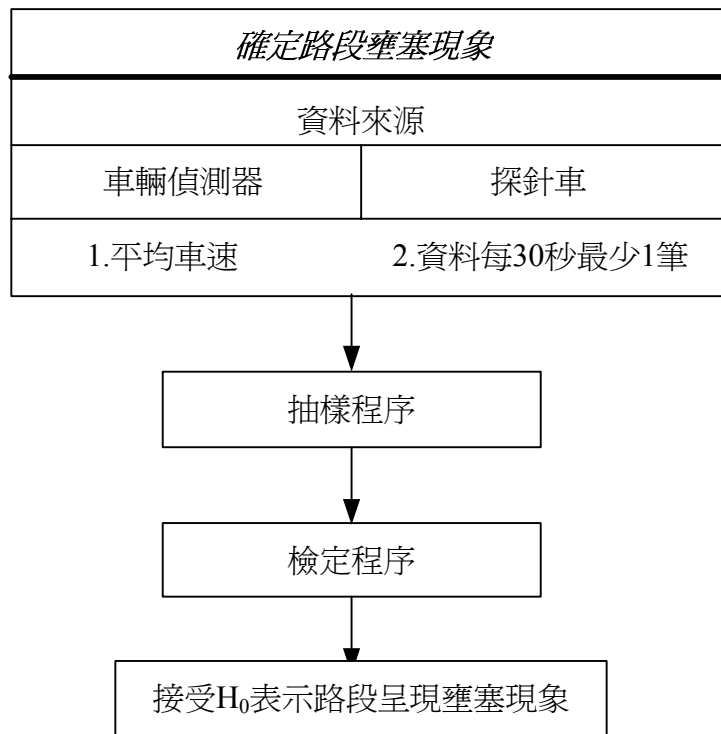 確定路段壅塞現象
資料來源
車輛偵測器 探針車
1.平均車速 2.資料每30秒最少1筆
抽樣程序
檢定程序
接受H₀表示路段呈現壅塞現象